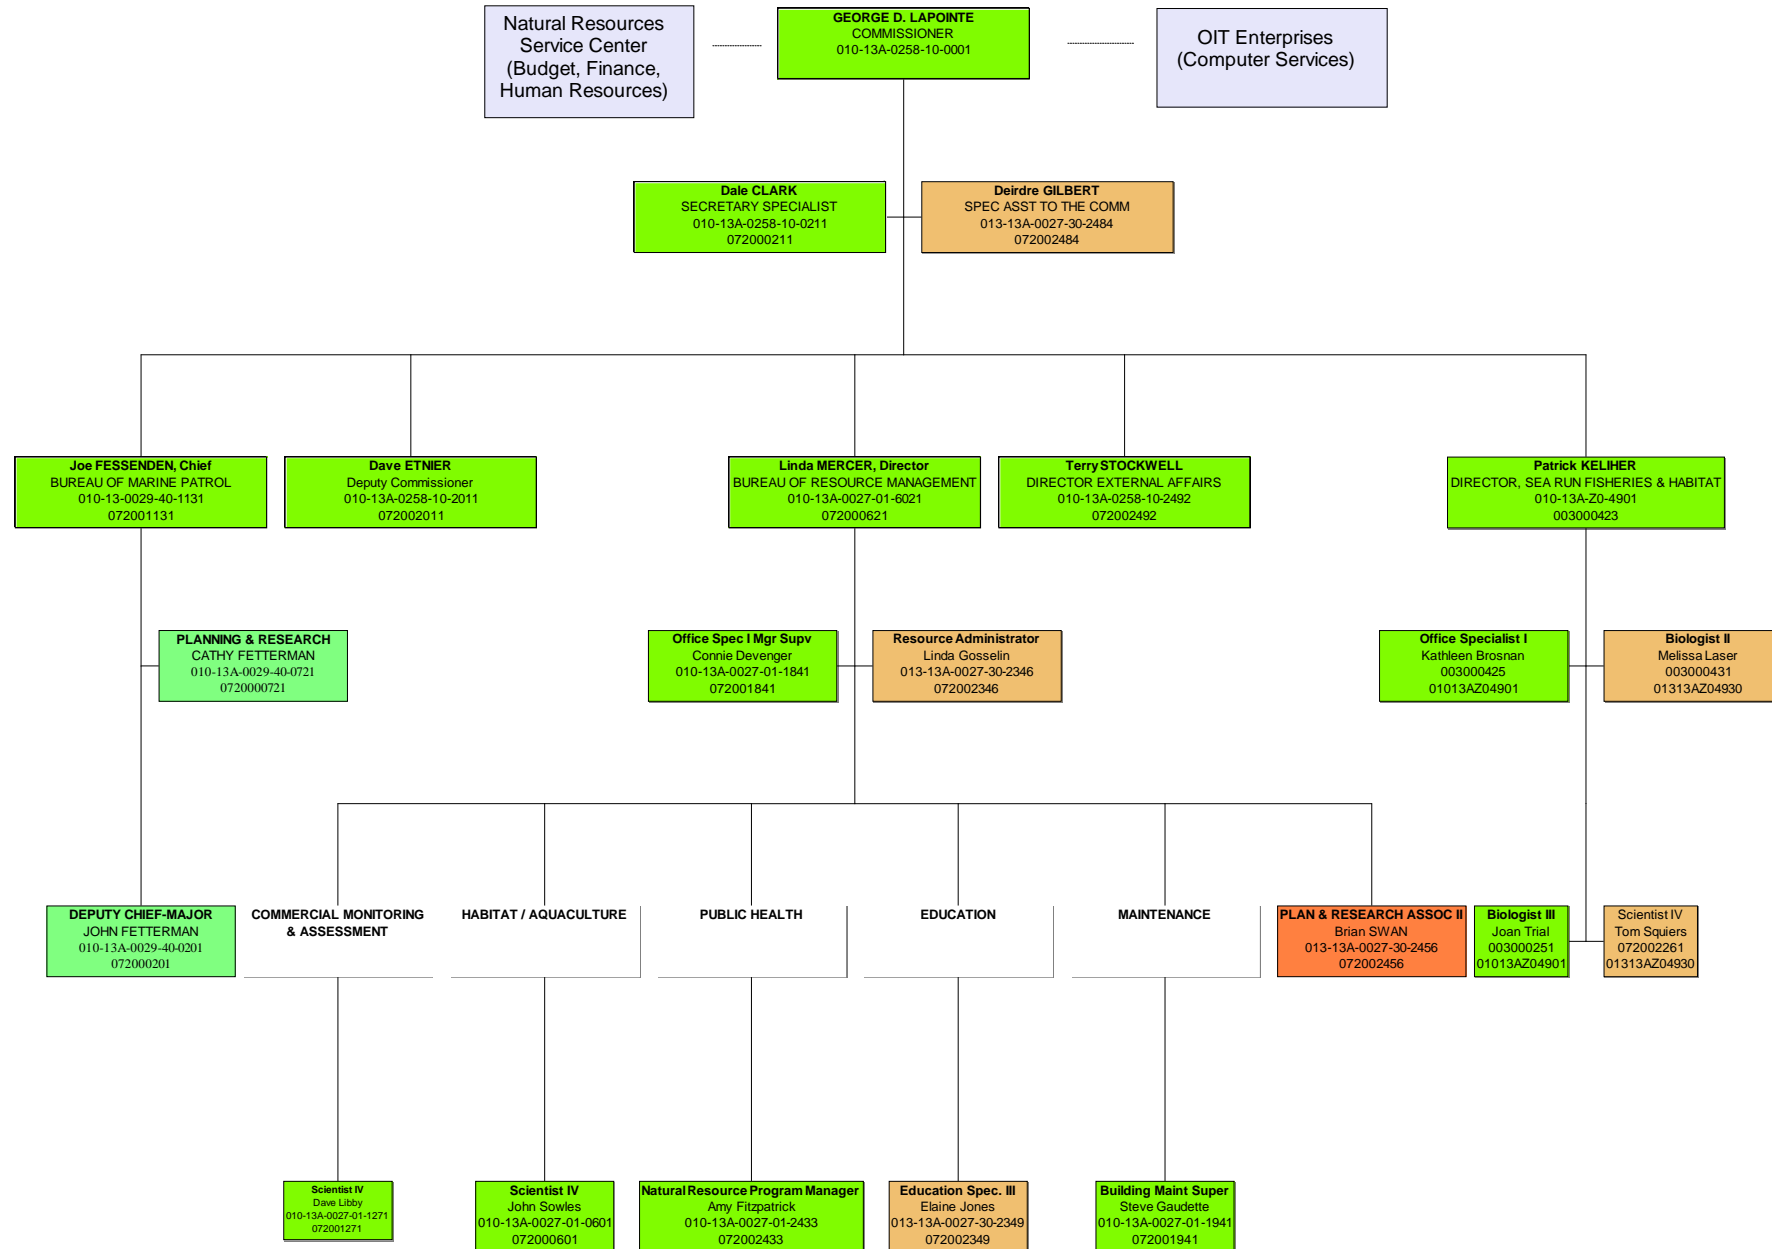 Natural Resources
Service Center
(Budget, Finance,
Human Resources)
GEORGE D. LAPOINTE
COMMISSIONER
010-13A-0258-10-0001
OIT Enterprises
(Computer Services)
Dale CLARK
SECRETARY SPECIALIST
010-13A-0258-10-0211
072000211
Deirdre GILBERT
SPEC ASST TO THE COMM
013-13A-0027-30-2484
072002484
Joe FESSENDEN, Chief
BUREAU OF MARINE PATROL
010-13-0029-40-1131
072001131
Dave ETNIER
Deputy Commissioner
010-13A-0258-10-2011
072002011
Linda MERCER, Director
BUREAU OF RESOURCE MANAGEMENT
010-13A-0027-01-6021
072000621
Terry STOCKWELL
DIRECTOR EXTERNAL AFFAIRS
010-13A-0258-10-2492
072002492
Patrick KELIHER
DIRECTOR, SEA RUN FISHERIES & HABITAT
010-13A-Z0-4901
003000423
PLANNING & RESEARCH
CATHY FETTERMAN
010-13A-0029-40-0721
0720000721
Office Spec I Mgr Supv
Connie Devenger
010-13A-0027-01-1841
072001841
Resource Administrator
Linda Gosselin
013-13A-0027-30-2346
072002346
Office Specialist I
Kathleen Brosnan
003000425
01013AZ04901
Biologist II
Melissa Laser
003000431
01313AZ04930
DEPUTY CHIEF-MAJOR
JOHN FETTERMAN
010-13A-0029-40-0201
072000201
COMMERCIAL MONITORING
& ASSESSMENT
HABITAT / AQUACULTURE
PUBLIC HEALTH
EDUCATION
MAINTENANCE
PLAN & RESEARCH ASSOC II
Brian SWAN
013-13A-0027-30-2456
072002456
Biologist III
Joan Trial
003000251
01013AZ04901
Scientist IV
Tom Squiers
072002261
01313AZ04930
Scientist IV
Dave Libby
010-13A-0027-01-1271
072001271
Scientist IV
John Sowles
010-13A-0027-01-0601
072000601
Natural Resource Program Manager
Amy Fitzpatrick
010-13A-0027-01-2433
072002433
Education Spec. III
Elaine Jones
013-13A-0027-30-2349
072002349
Building Maint Super
Steve Gaudette
010-13A-0027-01-1941
072001941